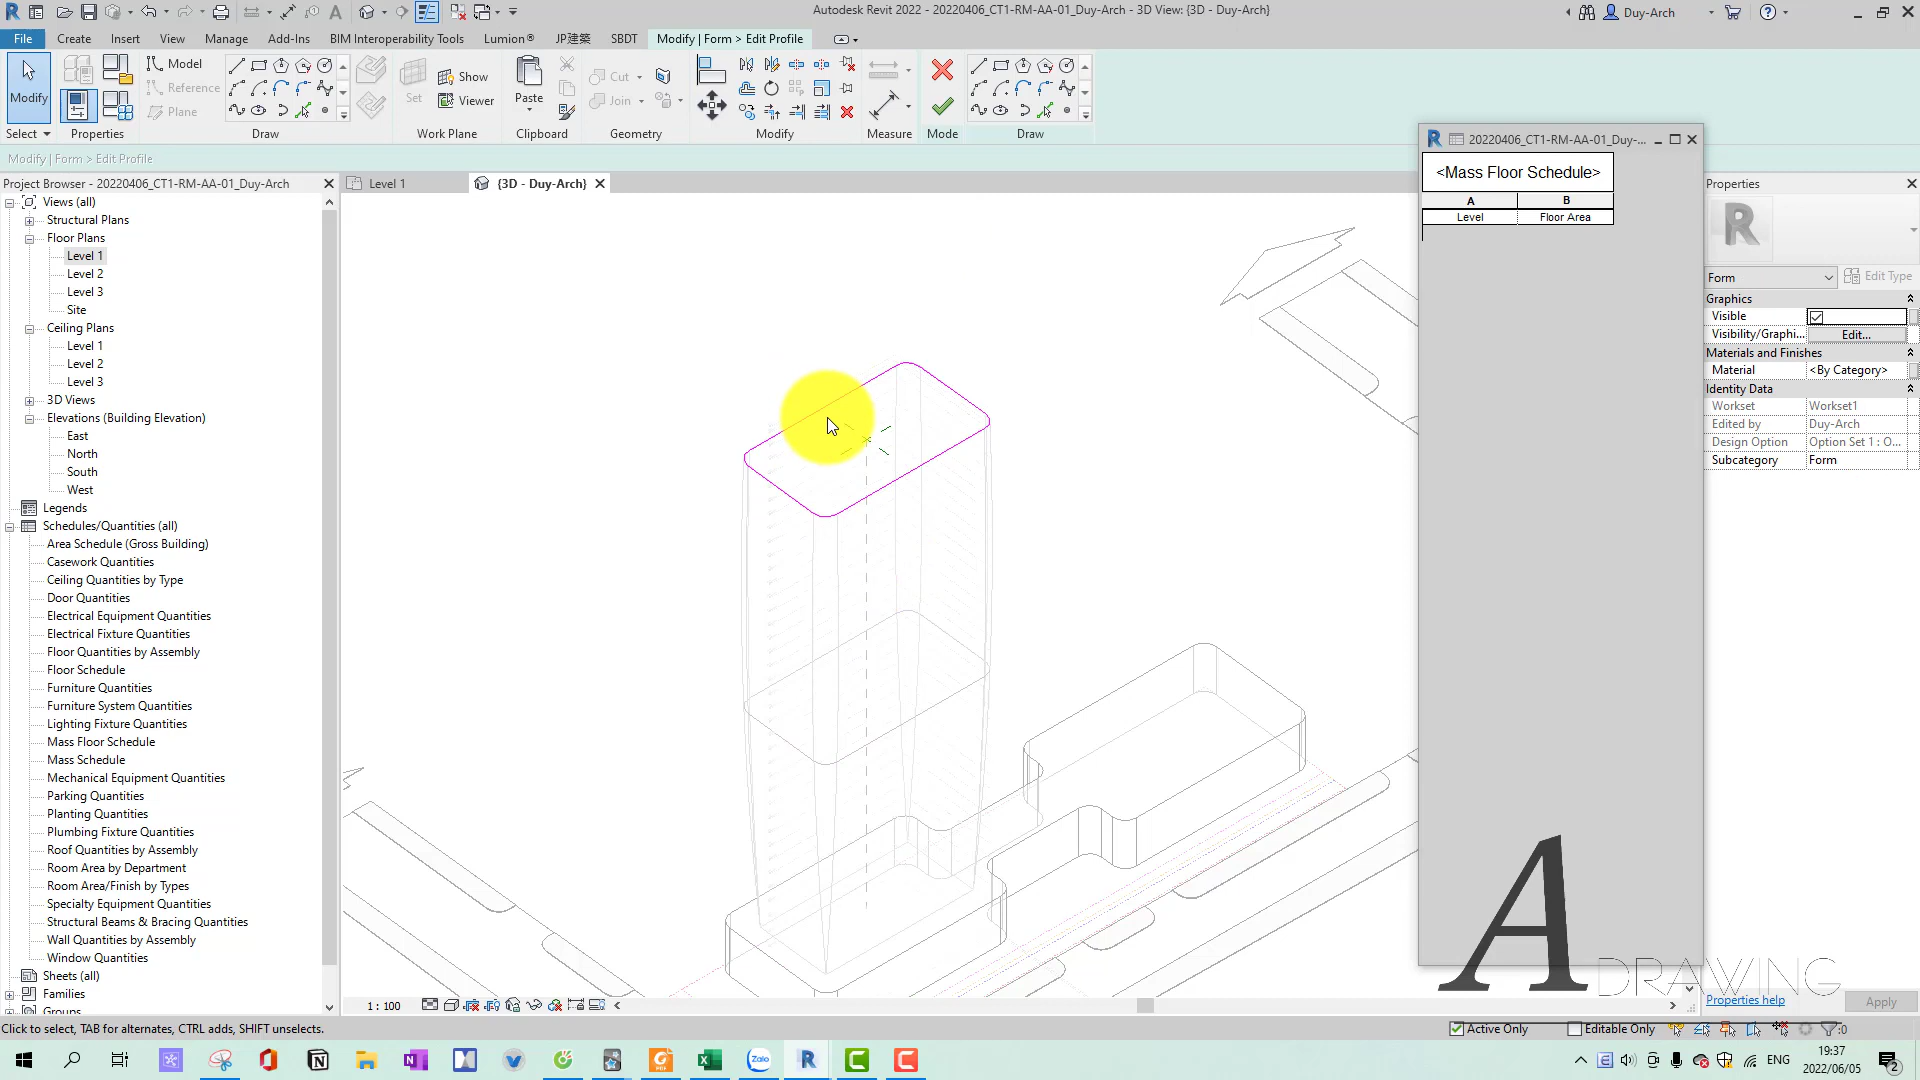 Autodesk Revit 2022 - 20220406_CT1-RM-AA-01_Duy-Arch - 3D View: {3D - Duy-Arch}
Duy-Arch
File Create Insert View Manage Add-Ins BIM Interoperability Tools Lumion® JP建築 SBDT Modify | Form > Edit Profile
Modify
Model
Reference
Plane
Set
Show
Viewer
Paste
Cut
Join
Select Properties Draw Work Plane Clipboard Geometry Modify Measure Mode Draw
Modify | Form > Edit Profile
Project Browser - 20220406_CT1-RM-AA-01_Duy-Arch
Views (all)
Structural Plans
Floor Plans
Level 1
Level 2
Level 3
Site
Ceiling Plans
Level 1
Level 2
Level 3
3D Views
Elevations (Building Elevation)
East
North
South
West
Legends
Schedules/Quantities (all)
Area Schedule (Gross Building)
Casework Quantities
Ceiling Quantities by Type
Door Quantities
Electrical Equipment Quantities
Electrical Fixture Quantities
Floor Quantities by Assembly
Floor Schedule
Furniture Quantities
Furniture System Quantities
Lighting Fixture Quantities
Mass Floor Schedule
Mass Schedule
Mechanical Equipment Quantities
Parking Quantities
Planting Quantities
Plumbing Fixture Quantities
Roof Quantities by Assembly
Room Area by Department
Room Area/Finish by Types
Specialty Equipment Quantities
Structural Beams & Bracing Quantities
Wall Quantities by Assembly
Window Quantities
Sheets (all)
Families
Groups
Level 1
{3D - Duy-Arch}
20220406_CT1-RM-AA-01_Duy-...
<Mass Floor Schedule>
A B
Level Floor Area
Properties
Form
Edit Type
Graphics
Visible
Visibility/Graphi... Edit...
Materials and Finishes
Material <By Category>
Identity Data
Workset Workset1
Edited by Duy-Arch
Design Option Option Set 1 : O...
Subcategory Form
A DRAWING
Properties help
Apply
1 : 100
Click to select, TAB for alternates, CTRL adds, SHIFT unselects.
Active Only
Editable Only
:0
Zalo
ENG
19:37
2022/06/05
2